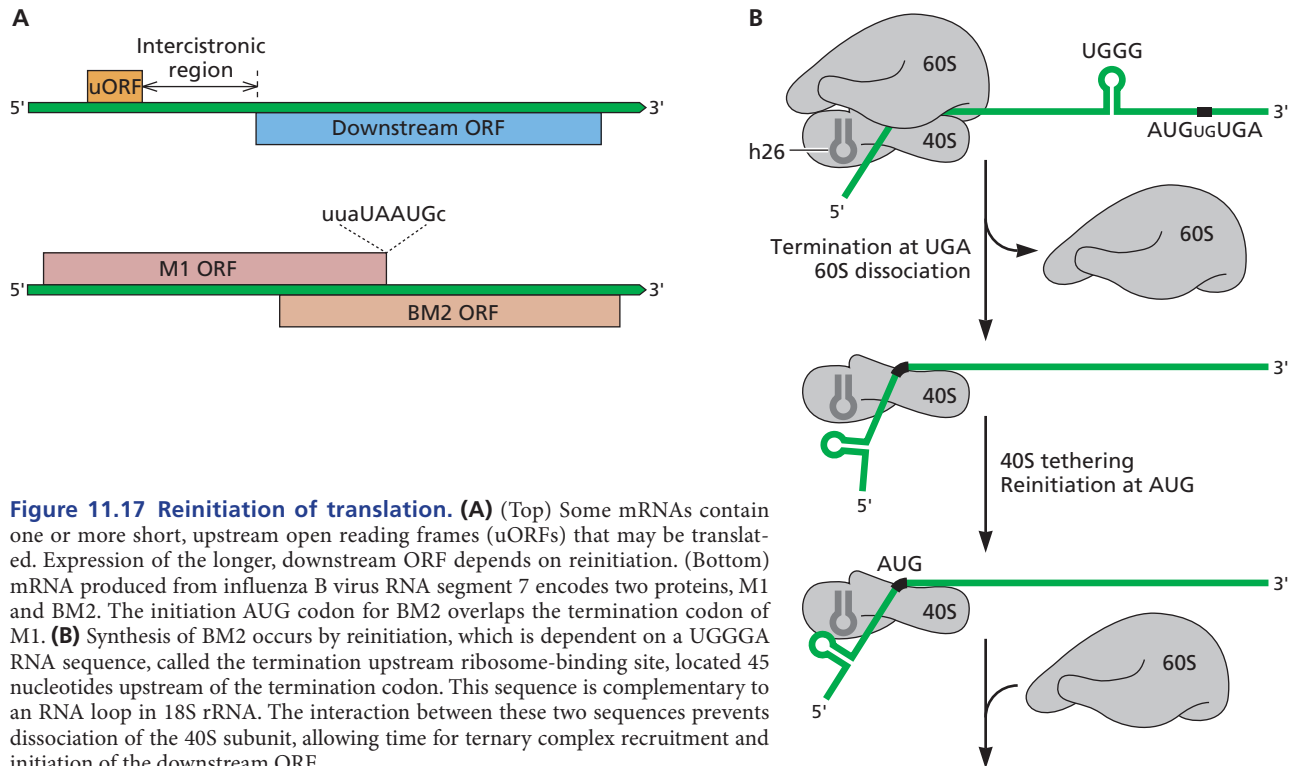 A
Intercistronic
region
uORF
5'
3'
Downstream ORF
uuaUAAUGc
M1 ORF
5'
3'
BM2 ORF
B
60S
UGGG
3'
AUGUGUGA
40S
h26
5'
Termination at UGA
60S dissociation
60S
3'
40S
5'
40S tethering
Reinitiation at AUG
AUG
3'
40S
60S
5'
Figure 11.17 Reinitiation of translation. (A) (Top) Some mRNAs contain
one or more short, upstream open reading frames (uORFs) that may be translat-
ed. Expression of the longer, downstream ORF depends on reinitiation. (Bottom)
mRNA produced from influenza B virus RNA segment 7 encodes two proteins, M1
and BM2. The initiation AUG codon for BM2 overlaps the termination codon of
M1. (B) Synthesis of BM2 occurs by reinitiation, which is dependent on a UGGGA
RNA sequence, called the termination upstream ribosome-binding site, located 45
nucleotides upstream of the termination codon. This sequence is complementary to
an RNA loop in 18S rRNA. The interaction between these two sequences prevents
dissociation of the 40S subunit, allowing time for ternary complex recruitment and
initiation of the downstream ORF.